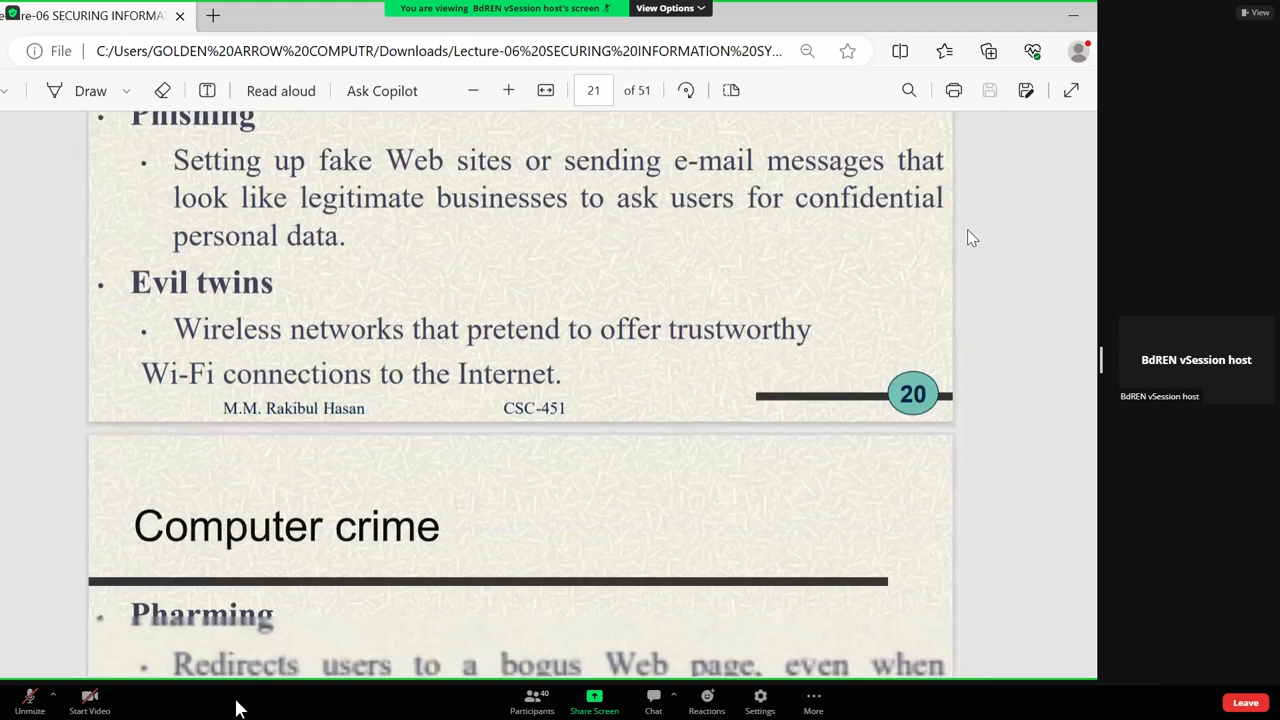 You are viewing BdREN vSession host's screen
View Options
View
File
C:/Users/GOLDEN%20ARROW%20COMPUTR/Downloads/Lecture-06%20SECURING%20INFORMATION%20SY...
Draw
Read aloud
Ask Copilot
21
of 51
Phishing
• Setting up fake Web sites or sending e-mail messages that
look like legitimate businesses to ask users for confidential
personal data.
• Evil twins
• Wireless networks that pretend to offer trustworthy
Wi-Fi connections to the Internet.
M.M. Rakibul Hasan
CSC-451
20
Computer crime
• Pharming
• Redirects users to a bogus Web page, even when
BdREN vSession host
BdREN vSession host
Unmute
Start Video
40
Participants
Share Screen
Chat
Reactions
Settings
More
Leave